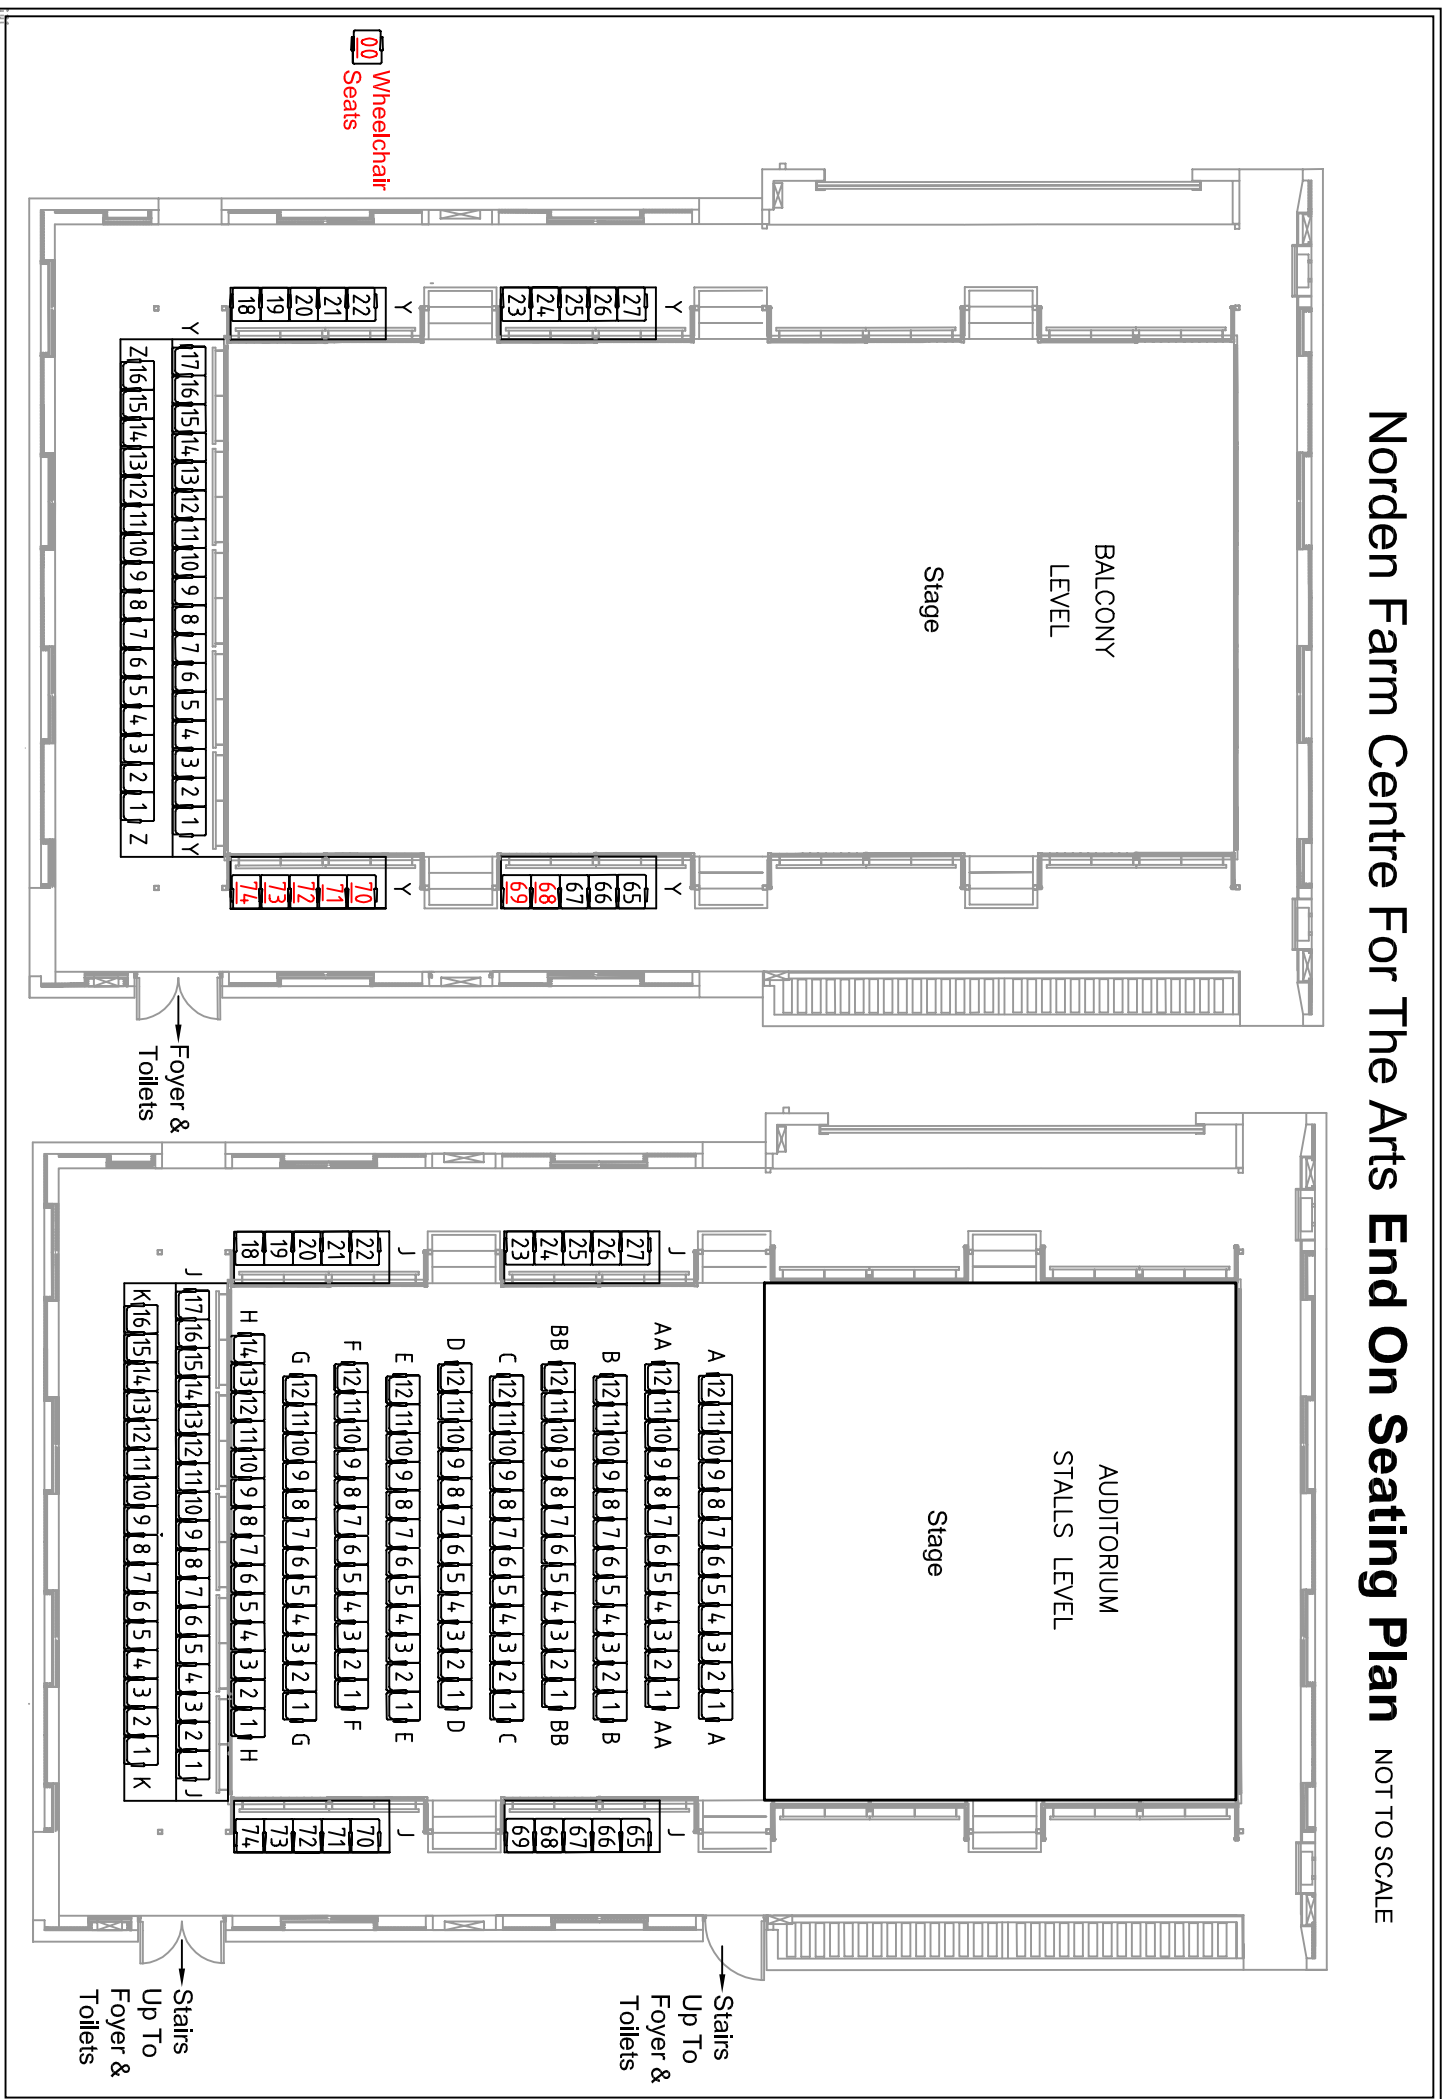 Norden Farm Centre For The Arts End On Seating Plan NOT TO SCALE
00 Wheelchair
Seats
BALCONY
LEVEL
Stage
Y
27 26 25 24 23
Y
22 21 20 19 18
Y
65 66 67 68 69
Y
70 71 72 73 74
Y 17 16 15 14 13 12 11 10 9 8 7 6 5 4 3 2 1 Y
Z 16 15 14 13 12 11 10 9 8 7 6 5 4 3 2 1 Z
Foyer &
Toilets
AUDITORIUM
STALLS LEVEL
Stage
A 12 11 10 9 8 7 6 5 4 3 2 1 A
AA 12 11 10 9 8 7 6 5 4 3 2 1 AA
B 12 11 10 9 8 7 6 5 4 3 2 1 B
BB 12 11 10 9 8 7 6 5 4 3 2 1 BB
C 12 11 10 9 8 7 6 5 4 3 2 1 C
D 12 11 10 9 8 7 6 5 4 3 2 1 D
E 12 11 10 9 8 7 6 5 4 3 2 1 E
F 12 11 10 9 8 7 6 5 4 3 2 1 F
G 12 11 10 9 8 7 6 5 4 3 2 1 G
H 14 13 12 11 10 9 8 7 6 5 4 3 2 1 H
J
27 26 25 24 23
J
22 21 20 19 18
J
65 66 67 68 69
J
70 71 72 73 74
J 17 16 15 14 13 12 11 10 9 8 7 6 5 4 3 2 1 J
K 16 15 14 13 12 11 10 9 8 7 6 5 4 3 2 1 K
Stairs
Up To
Foyer &
Toilets
Stairs
Up To
Foyer &
Toilets